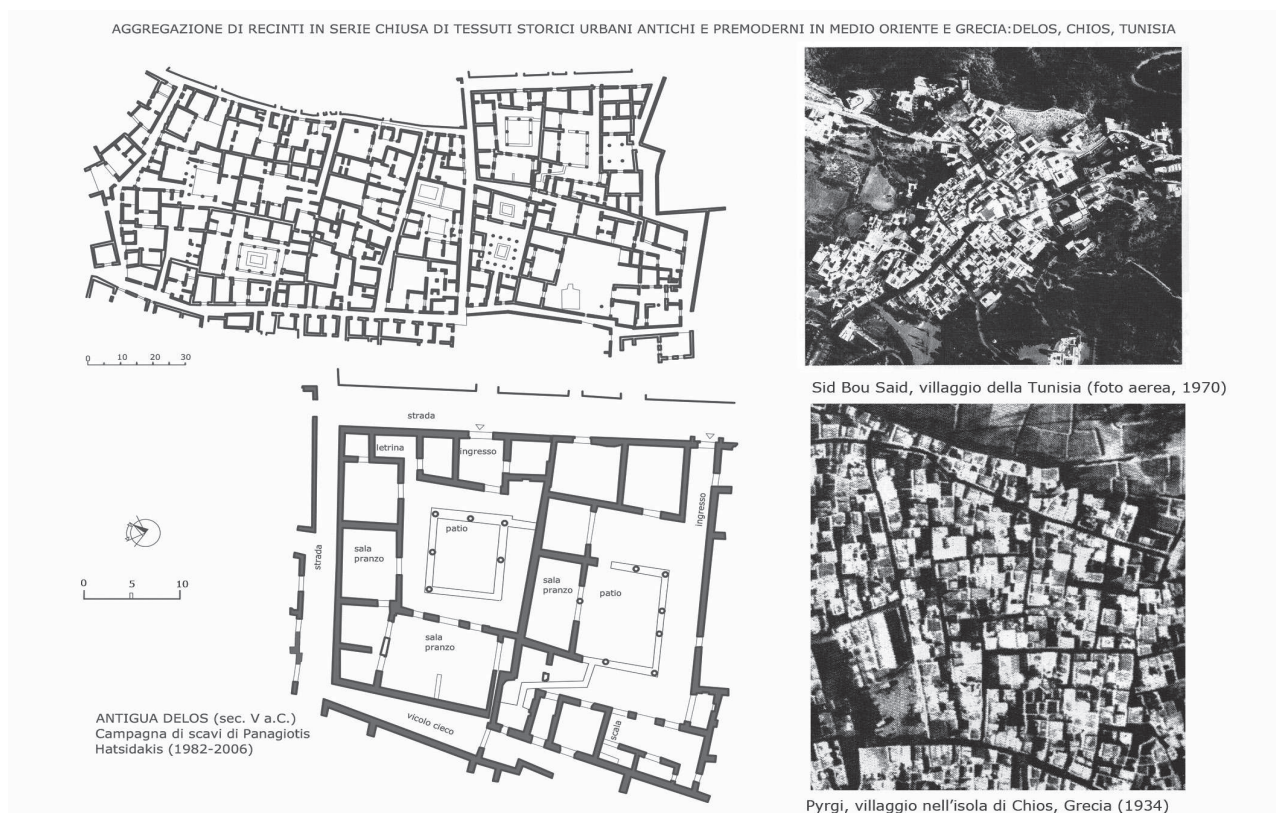 AGGREGAZIONE DI RECINTI IN SERIE CHIUSA DI TESSUTI STORICI URBANI ANTICHI E PREMODERNI IN MEDIO ORIENTE E GRECIA:DELOS, CHIOS, TUNISIA
0 10 20 30
Sid Bou Said, villaggio della Tunisia (foto aerea, 1970)
strada
letrina
ingresso
ingresso
patio
strada
sala
pranzo
sala
pranzo
patio
0 5 10
sala
pranzo
vicolo cieco
scala
ANTIGUA DELOS (sec. V a.C.)
Campagna di scavi di Panagiotis
Hatsidakis (1982-2006)
Pyrgi, villaggio nell'isola di Chios, Grecia (1934)